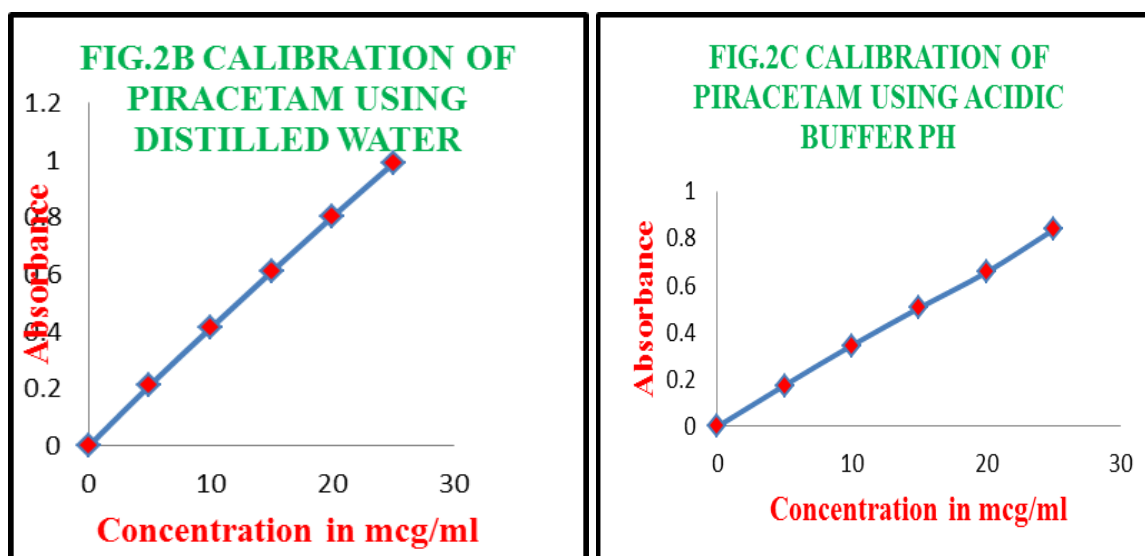 FIG.2B CALIBRATION OF
PIRACETAM USING
DISTILLED WATER
1.2
1
0.8
0.6
0.4
0.2
0
Absorbance
0 10 20 30
Concentration in mcg/ml
FIG.2C CALIBRATION OF
PIRACETAM USING ACIDIC
BUFFER PH
1
0.8
0.6
0.4
0.2
0
Absorbance
0 10 20 30
Concentration in mcg/ml